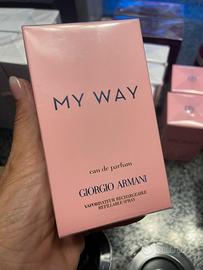 MY WAY
eau de parfum
GIORGIO ARMANI
VAPORISATEUR RECHARGEABLE
REFILLABLE SPRAY